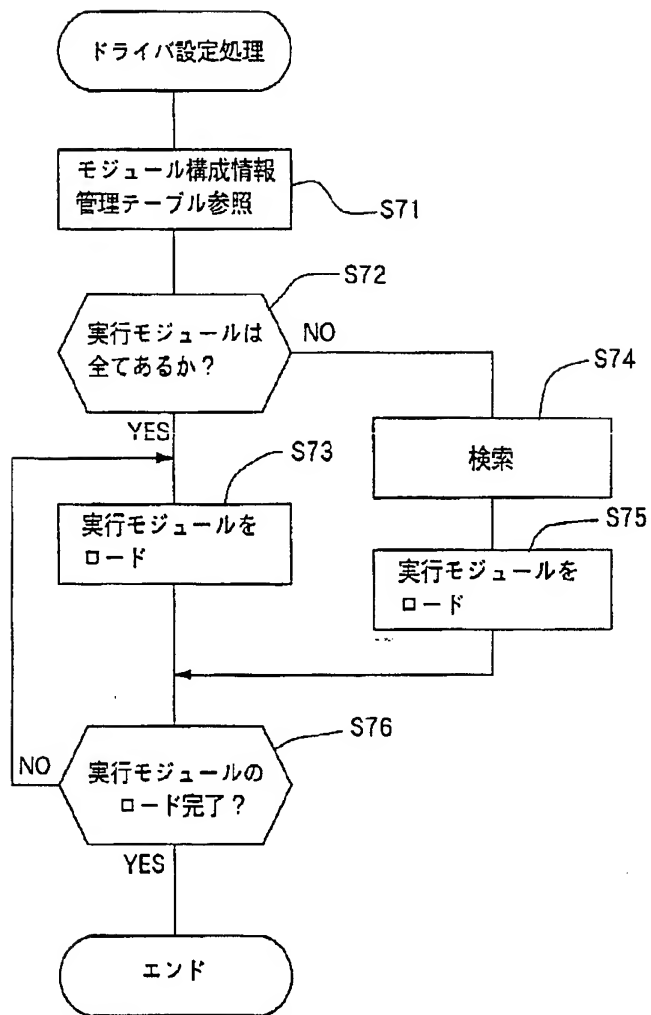 ドライバ設定処理
モジュール構成情報
管理テーブル参照
S71
S72
実行モジュールは
全てあるか？
NO
YES
S74
検索
S73
実行モジュールを
ロード
S75
実行モジュールを
ロード
S76
実行モジュールの
ロード完了？
NO
YES
エンド